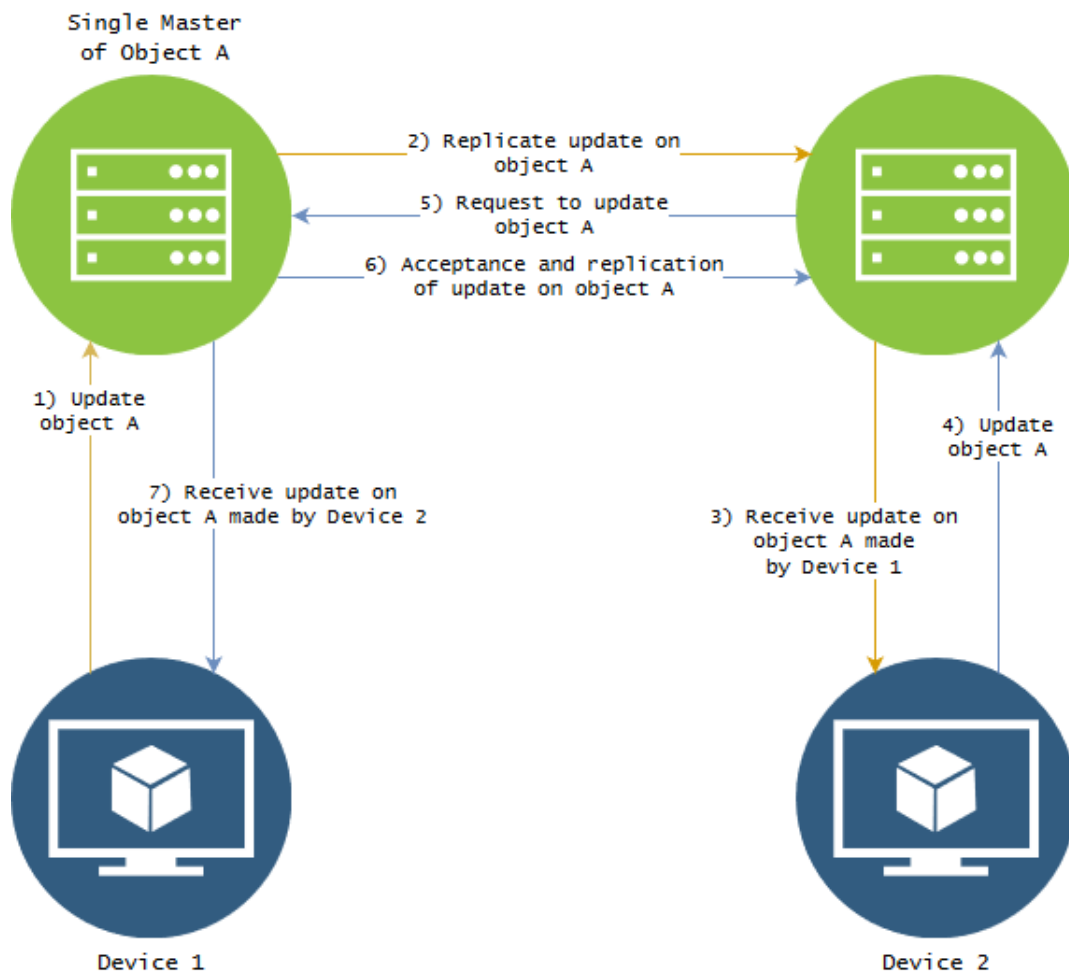 Single Master
of Object A
2) Replicate update on
object A
5) Request to update
object A
6) Acceptance and replication
of update on object A
1) Update
object A
4) Update
object A
7) Receive update on
object A made by Device 2
3) Receive update on
object A made
by Device 1
Device 1
Device 2